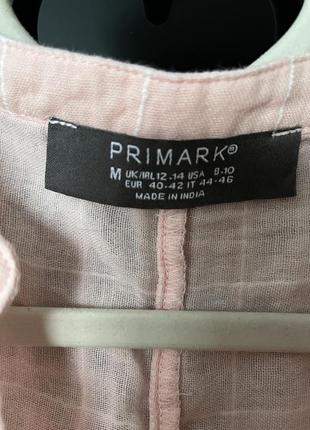 PRIMARK®
M UK/IRL 12-14 USA 8-10
EUR 40-42 IT 44-46
MADE IN INDIA